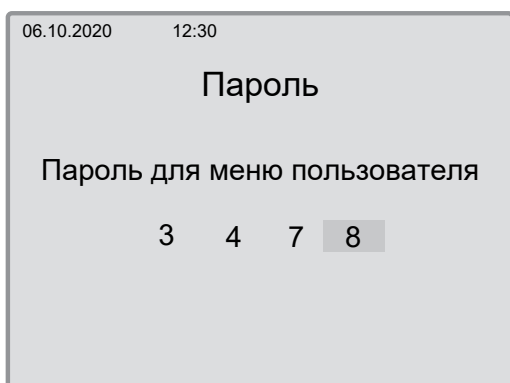 06.10.2020 12:30
Пароль
Пароль для меню пользователя
3 4 7 8